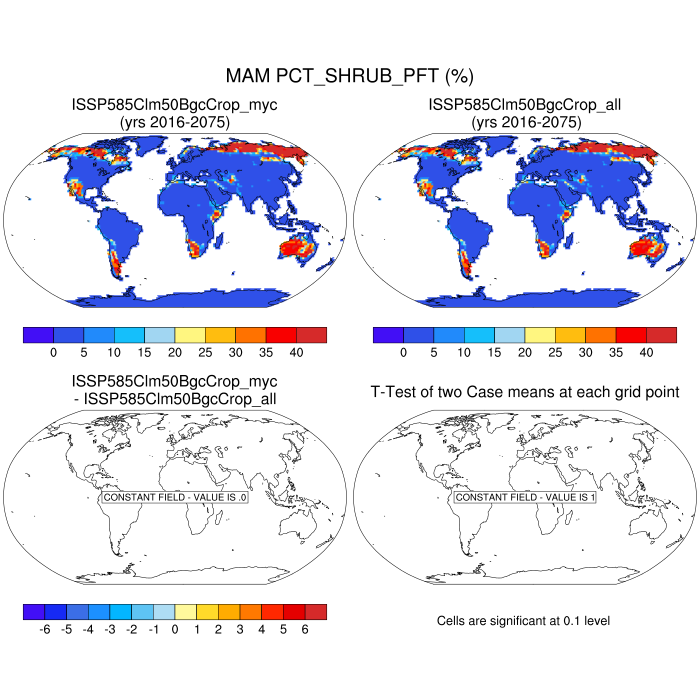 MAM PCT_SHRUB_PFT (%)
ISSP585Clm50BgcCrop_myc
(yrs 2016-2075)
ISSP585Clm50BgcCrop_all
(yrs 2016-2075)
0 5 10 15 20 25 30 35 40
0 5 10 15 20 25 30 35 40
ISSP585Clm50BgcCrop_myc
- ISSP585Clm50BgcCrop_all
T-Test of two Case means at each grid point
CONSTANT FIELD - VALUE IS .0
CONSTANT FIELD - VALUE IS 1
-6 -5 -4 -3 -2 -1 0 1 2 3 4 5 6
Cells are significant at 0.1 level